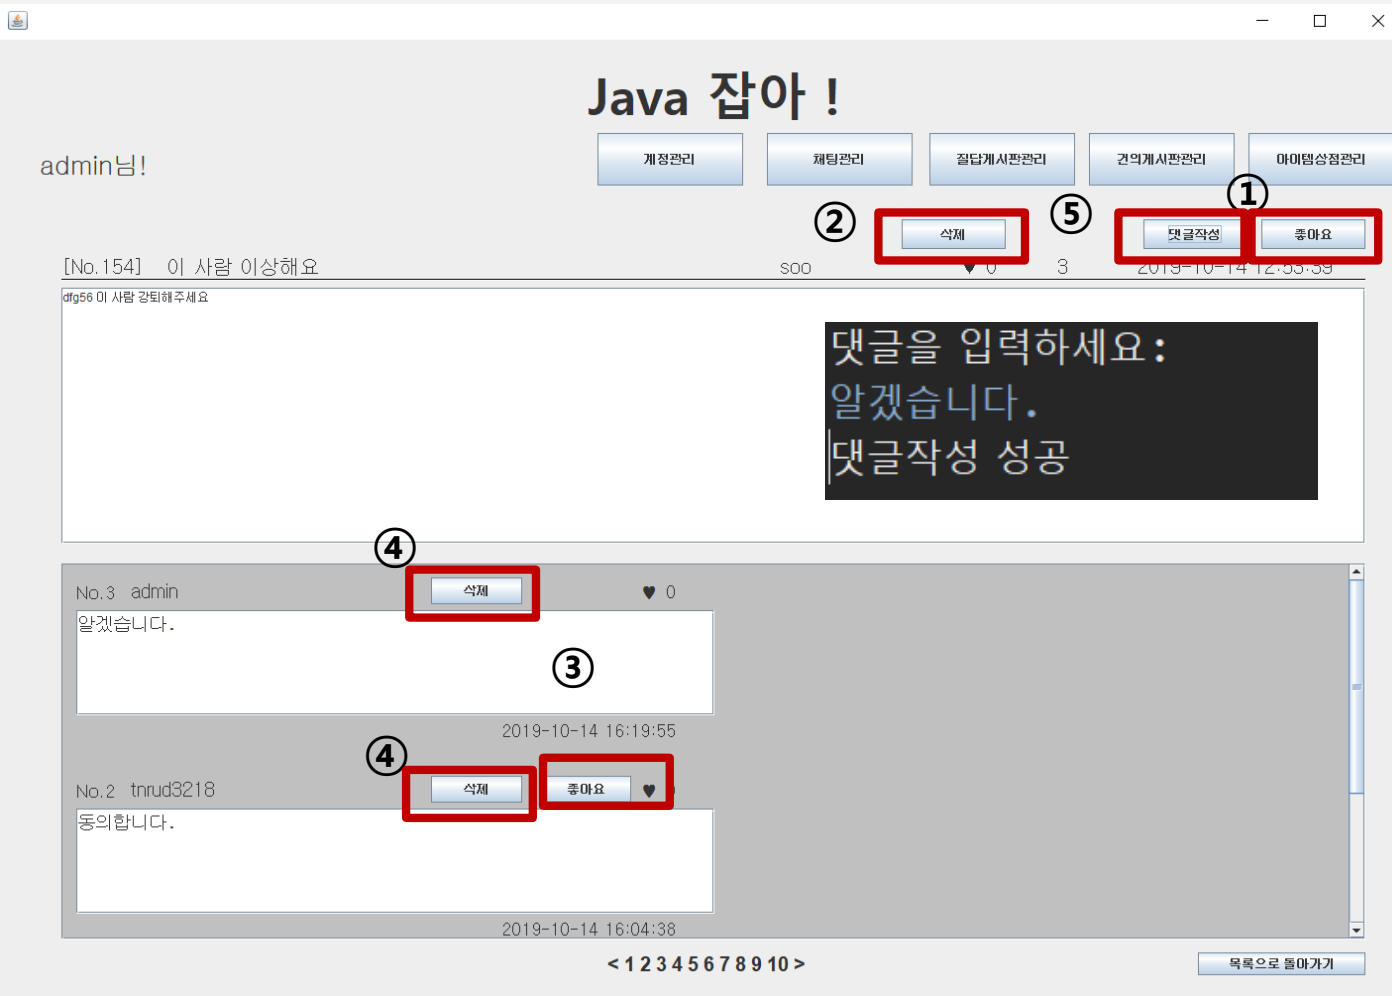 Java 잡아 !
admin님!
계정관리 채팅관리 질답게시판관리 건의게시판관리 아이템상점관리
② 삭제 ⑤ 댓글작성 ① 좋아요
[No.154] 이 사람 이상해요 soo ♥ 0 3 2019-10-14 12:53:39
dfg56 이 사람 강퇴해주세요
댓글을 입력하세요:
알겠습니다.
댓글작성 성공
④
No.3 admin 삭제 ♥ 0
알겠습니다.
③
2019-10-14 16:19:55
④
No.2 tnrud3218 삭제 좋아요 ♥
동의합니다.
2019-10-14 16:04:38
< 1 2 3 4 5 6 7 8 9 10 >
목록으로 돌아가기